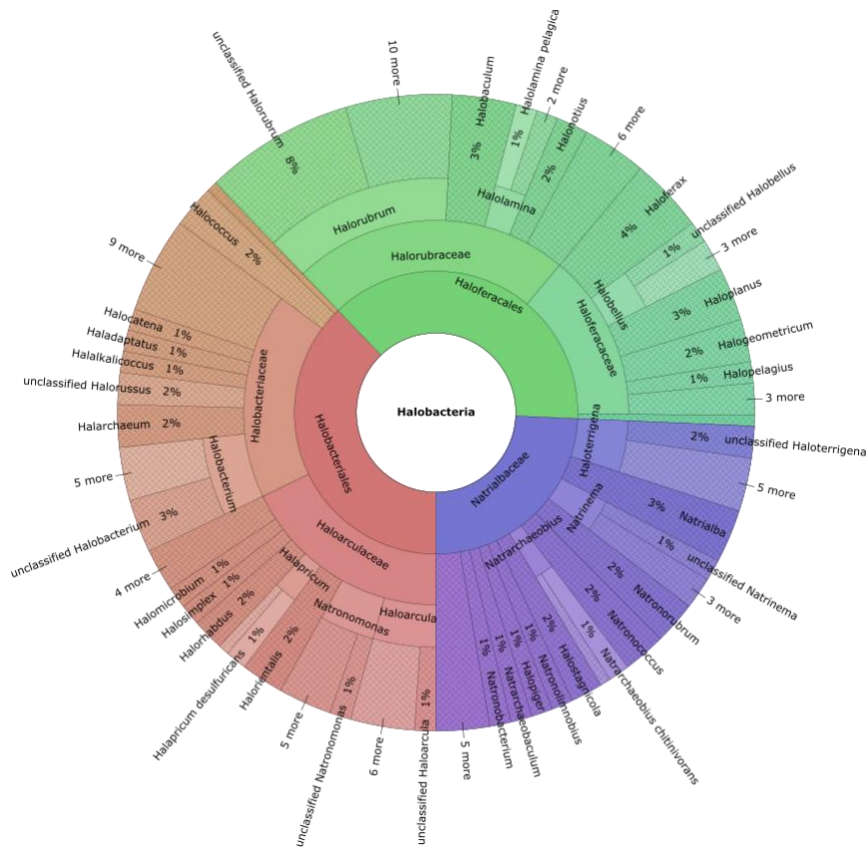 Halobacteria
Haloferacales
Halorubraceae
Halorubrum
unclassified Halorubrum 8%
10 more
Halobaculum 3%
Halolamina
Halolamina pelagica 1%
2 more
Halonotius 2%
6 more
Haloferacaceae
Haloferax 4%
Halobellus
unclassified Halobellus 1%
3 more
Haloplanus 3%
Halogeometricum 2%
Halopelagius 1%
3 more
Natrialbaceae
Haloterrigena
unclassified Haloterrigena 2%
5 more
Natrialba 3%
Natrinema
unclassified Natrinema 1%
3 more
Natronorubrum 2%
Natronococcus 2%
Natrarchaeobius
Natrarchaeobius chitinivorans 1%
Halostagnicola 2%
Natronolimnobius 1%
Halopiger 1%
Natrarchaeobaculum 1%
Natronobacterium 1%
5 more
Halobacteriales
Haloarculaceae
Haloarcula
unclassified Haloarcula 1%
6 more
Natronomonas
unclassified Natronomonas 1%
5 more
Halorientalis 2%
Halapricum
Halapricum desulfuricans 1%
Halorhabdus 2%
Halosimplex 1%
Halomicrobium 1%
4 more
Halobacteriaceae
Halobacterium
unclassified Halobacterium 3%
5 more
Halarchaeum 2%
unclassified Halorussus 2%
Halalkalicoccus 1%
Haladaptatus 1%
Halocatena 1%
9 more
Halococcus 2%